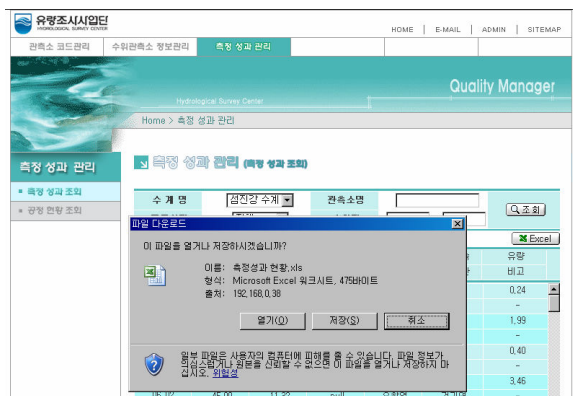 유량조사사업단
HYDROLOGICAL SURVEY CENTER
HOME | E-MAIL | ADMIN | SITEMAP
관측소 코드관리 수위관측소 정보관리 측정 성과 관리
Quality Manager
Hydrological Survey Center
Home > 측정 성과 관리
측정 성과 관리
측정 성과 관리 (측정 성과 조회)
측정 성과 조회
공정 현황 조회
수 계 명 섬진강 수계 관측소명 조 회
파일 다운로드
Excel
이 파일을 열거나 저장하시겠습니까?
이름: 측정성과 현황.xls
형식: Microsoft Excel 워크시트, 475바이트
출처: 192.168.0.38
열기(O) 저장(S) 취소
일부 파일은 사용자의 컴퓨터에 피해를 줄 수 있습니다. 파일 정보가
의심스럽거나 원본을 신뢰할 수 없으면 이 파일을 열거나 저장하지 마
십시오. 위험성
유량
비고
0.24
-
1.99
-
0.40
-
3.46
45.00 11.32 null